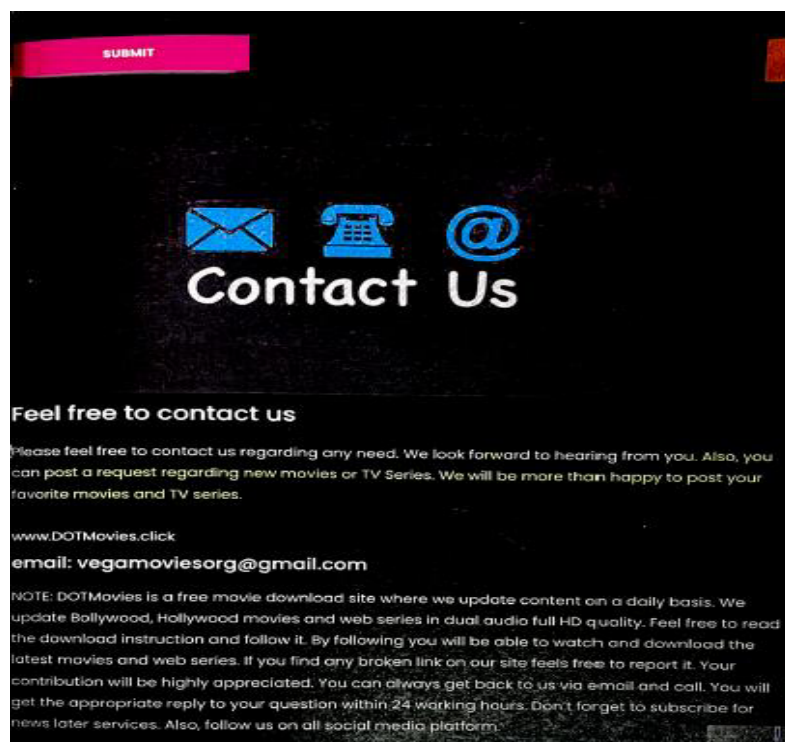 SUBMIT
Contact Us
Feel free to contact us
Please feel free to contact us regarding any need. We look forward to hearing from you. Also, you
can post a request regarding new movies or TV Series. We will be more than happy to post your
favorite movies and TV series.
www.DOTMovies.click
email: vegamoviesorg@gmail.com
NOTE: DOTMovies is a free movie download site where we update content on a daily basis. We
update Bollywood, Hollywood movies and web series in dual audio full HD quality. Feel free to read
the download instruction and follow it. By following you will be able to watch and download the
latest movies and web series. If you find any broken link on our site feels free to report it. Your
contribution will be highly appreciated. You can always get back to us via email and call. You will
get the appropriate reply to your question within 24 working hours. Don't forget to subscribe for
news later services. Also, follow us on all social media platform.